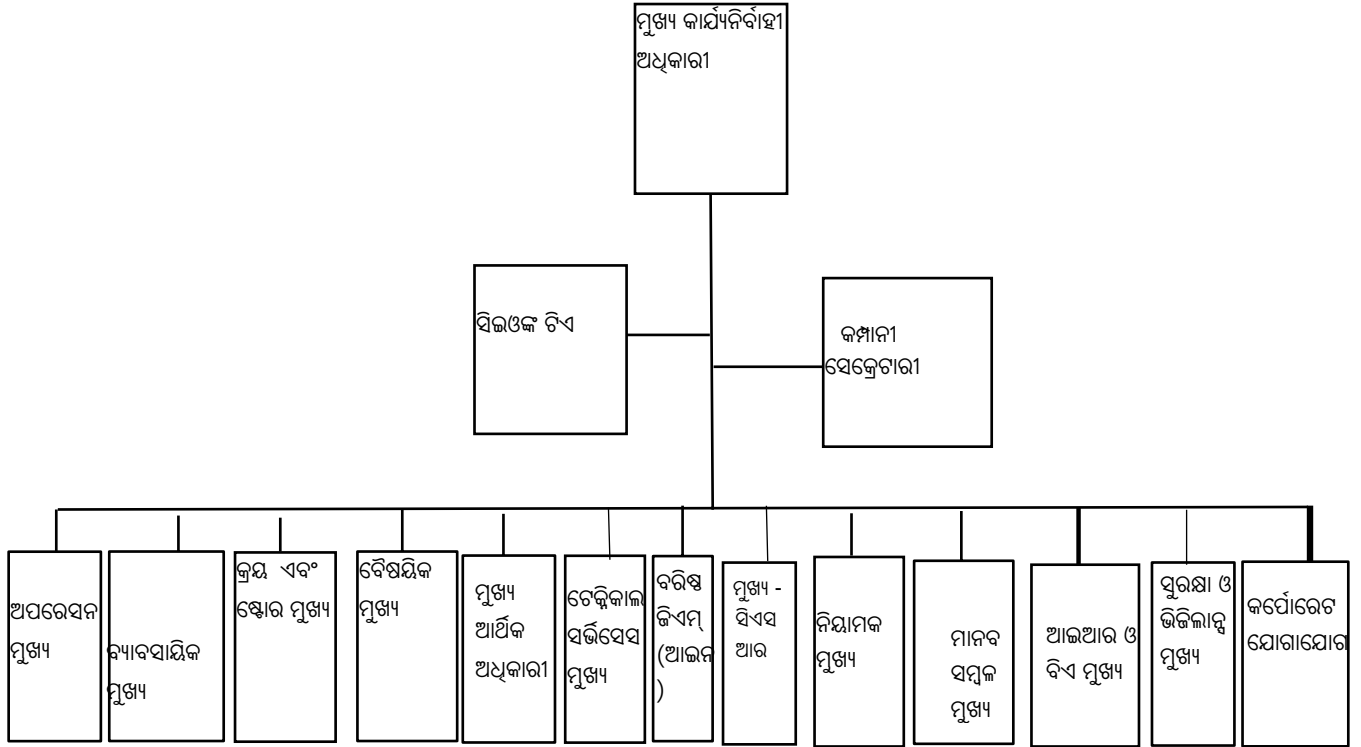 ମୁଖ୍ୟ କାର୍ଯ୍ୟନିର୍ବାହୀ
ଅଧିକାରୀ
ସିଇଓଙ୍କ ଟିଏ
କମ୍ପାନୀ
ସେକ୍ରେଟାରୀ
ଅପରେସନ
ମୁଖ୍ୟ
ବ୍ୟାବସାୟିକ
ମୁଖ୍ୟ
କ୍ରୟ ଏବଂ
ଷ୍ଟୋର ମୁଖ୍ୟ
ବୈଷୟିକ
ମୁଖ୍ୟ
ମୁଖ୍ୟ
ଆର୍ଥିକ
ଅଧିକାରୀ
ଟେକ୍ନିକାଲ
ସର୍ଭିସେସ
ମୁଖ୍ୟ
ବରିଷ୍ଠ
ଜିଏମ୍
(ଆଇନ
)
ମୁଖ୍ୟ -
ସିଏସ
ଆର
ନିୟାମକ
ମୁଖ୍ୟ
ମାନବ
ସମ୍ବଳ
ମୁଖ୍ୟ
ଆଇଆର ଓ
ବିଏ ମୁଖ୍ୟ
ସୁରକ୍ଷା ଓ
ଭିଜିଲାନ୍ସ
ମୁଖ୍ୟ
କର୍ପୋରେଟ
ଯୋଗାଯୋଗ